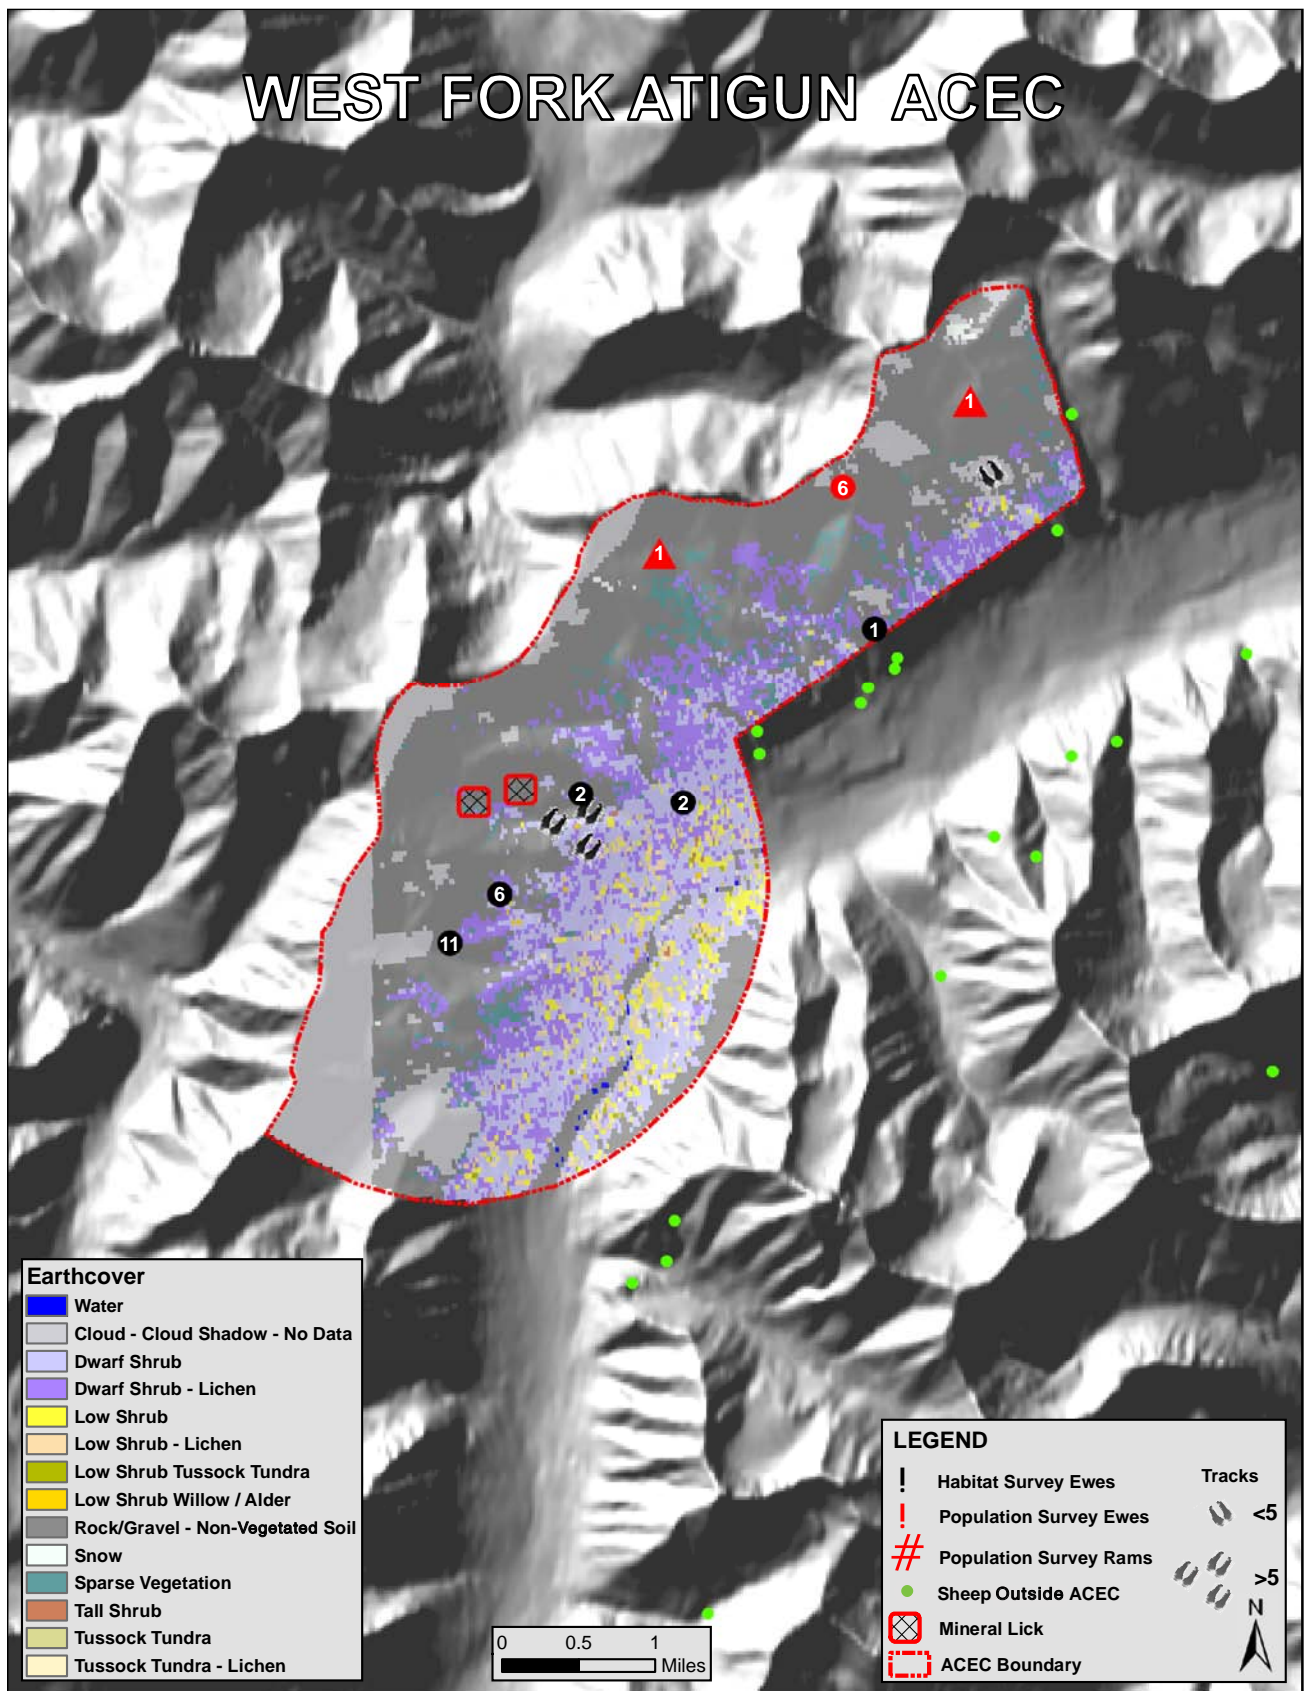 WEST FORK ATIGUN ACEC
1
6
1
1
2
2
6
11
Earthcover
Water
Cloud - Cloud Shadow - No Data
Dwarf Shrub
Dwarf Shrub - Lichen
Low Shrub
Low Shrub - Lichen
Low Shrub Tussock Tundra
Low Shrub Willow / Alder
Rock/Gravel - Non-Vegetated Soil
Snow
Sparse Vegetation
Tall Shrub
Tussock Tundra
Tussock Tundra - Lichen
0 0.5 1
Miles
LEGEND
! Habitat Survey Ewes
! Population Survey Ewes
# Population Survey Rams
Sheep Outside ACEC
Mineral Lick
ACEC Boundary
Tracks
<5
>5
N